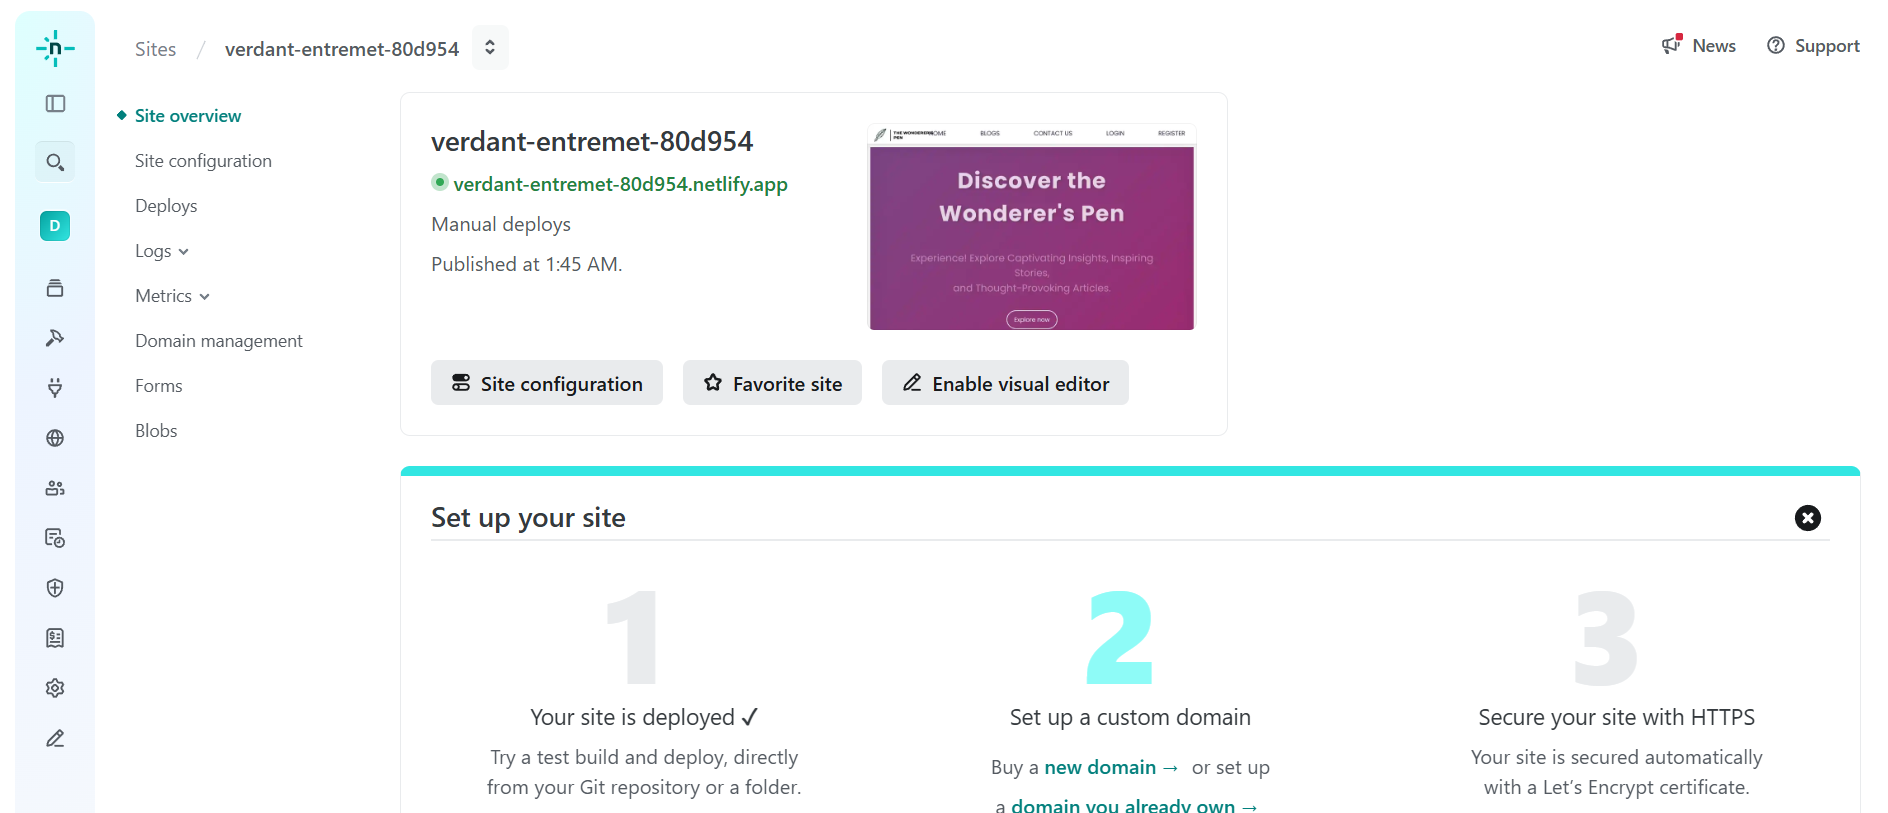 n
Sites / verdant-entremet-80d954
News
Support
D
Site overview
Site configuration
Deploys
Logs
Metrics
Domain management
Forms
Blobs
verdant-entremet-80d954
verdant-entremet-80d954.netlify.app
Manual deploys
Published at 1:45 AM.
THE WONDERER'S
PEN
BLOGS
CONTACT US
LOGIN
REGISTER
Discover the
Wonderer's Pen
Experience! Explore Captivating Insights, Inspiring
Stories,
and Thought-Provoking Articles.
Explore now
Site configuration
Favorite site
Enable visual editor
Set up your site
1
Your site is deployed ✓
Try a test build and deploy, directly
from your Git repository or a folder.
2
Set up a custom domain
Buy a new domain → or set up
a domain you already own →
3
Secure your site with HTTPS
Your site is secured automatically
with a Let’s Encrypt certificate.